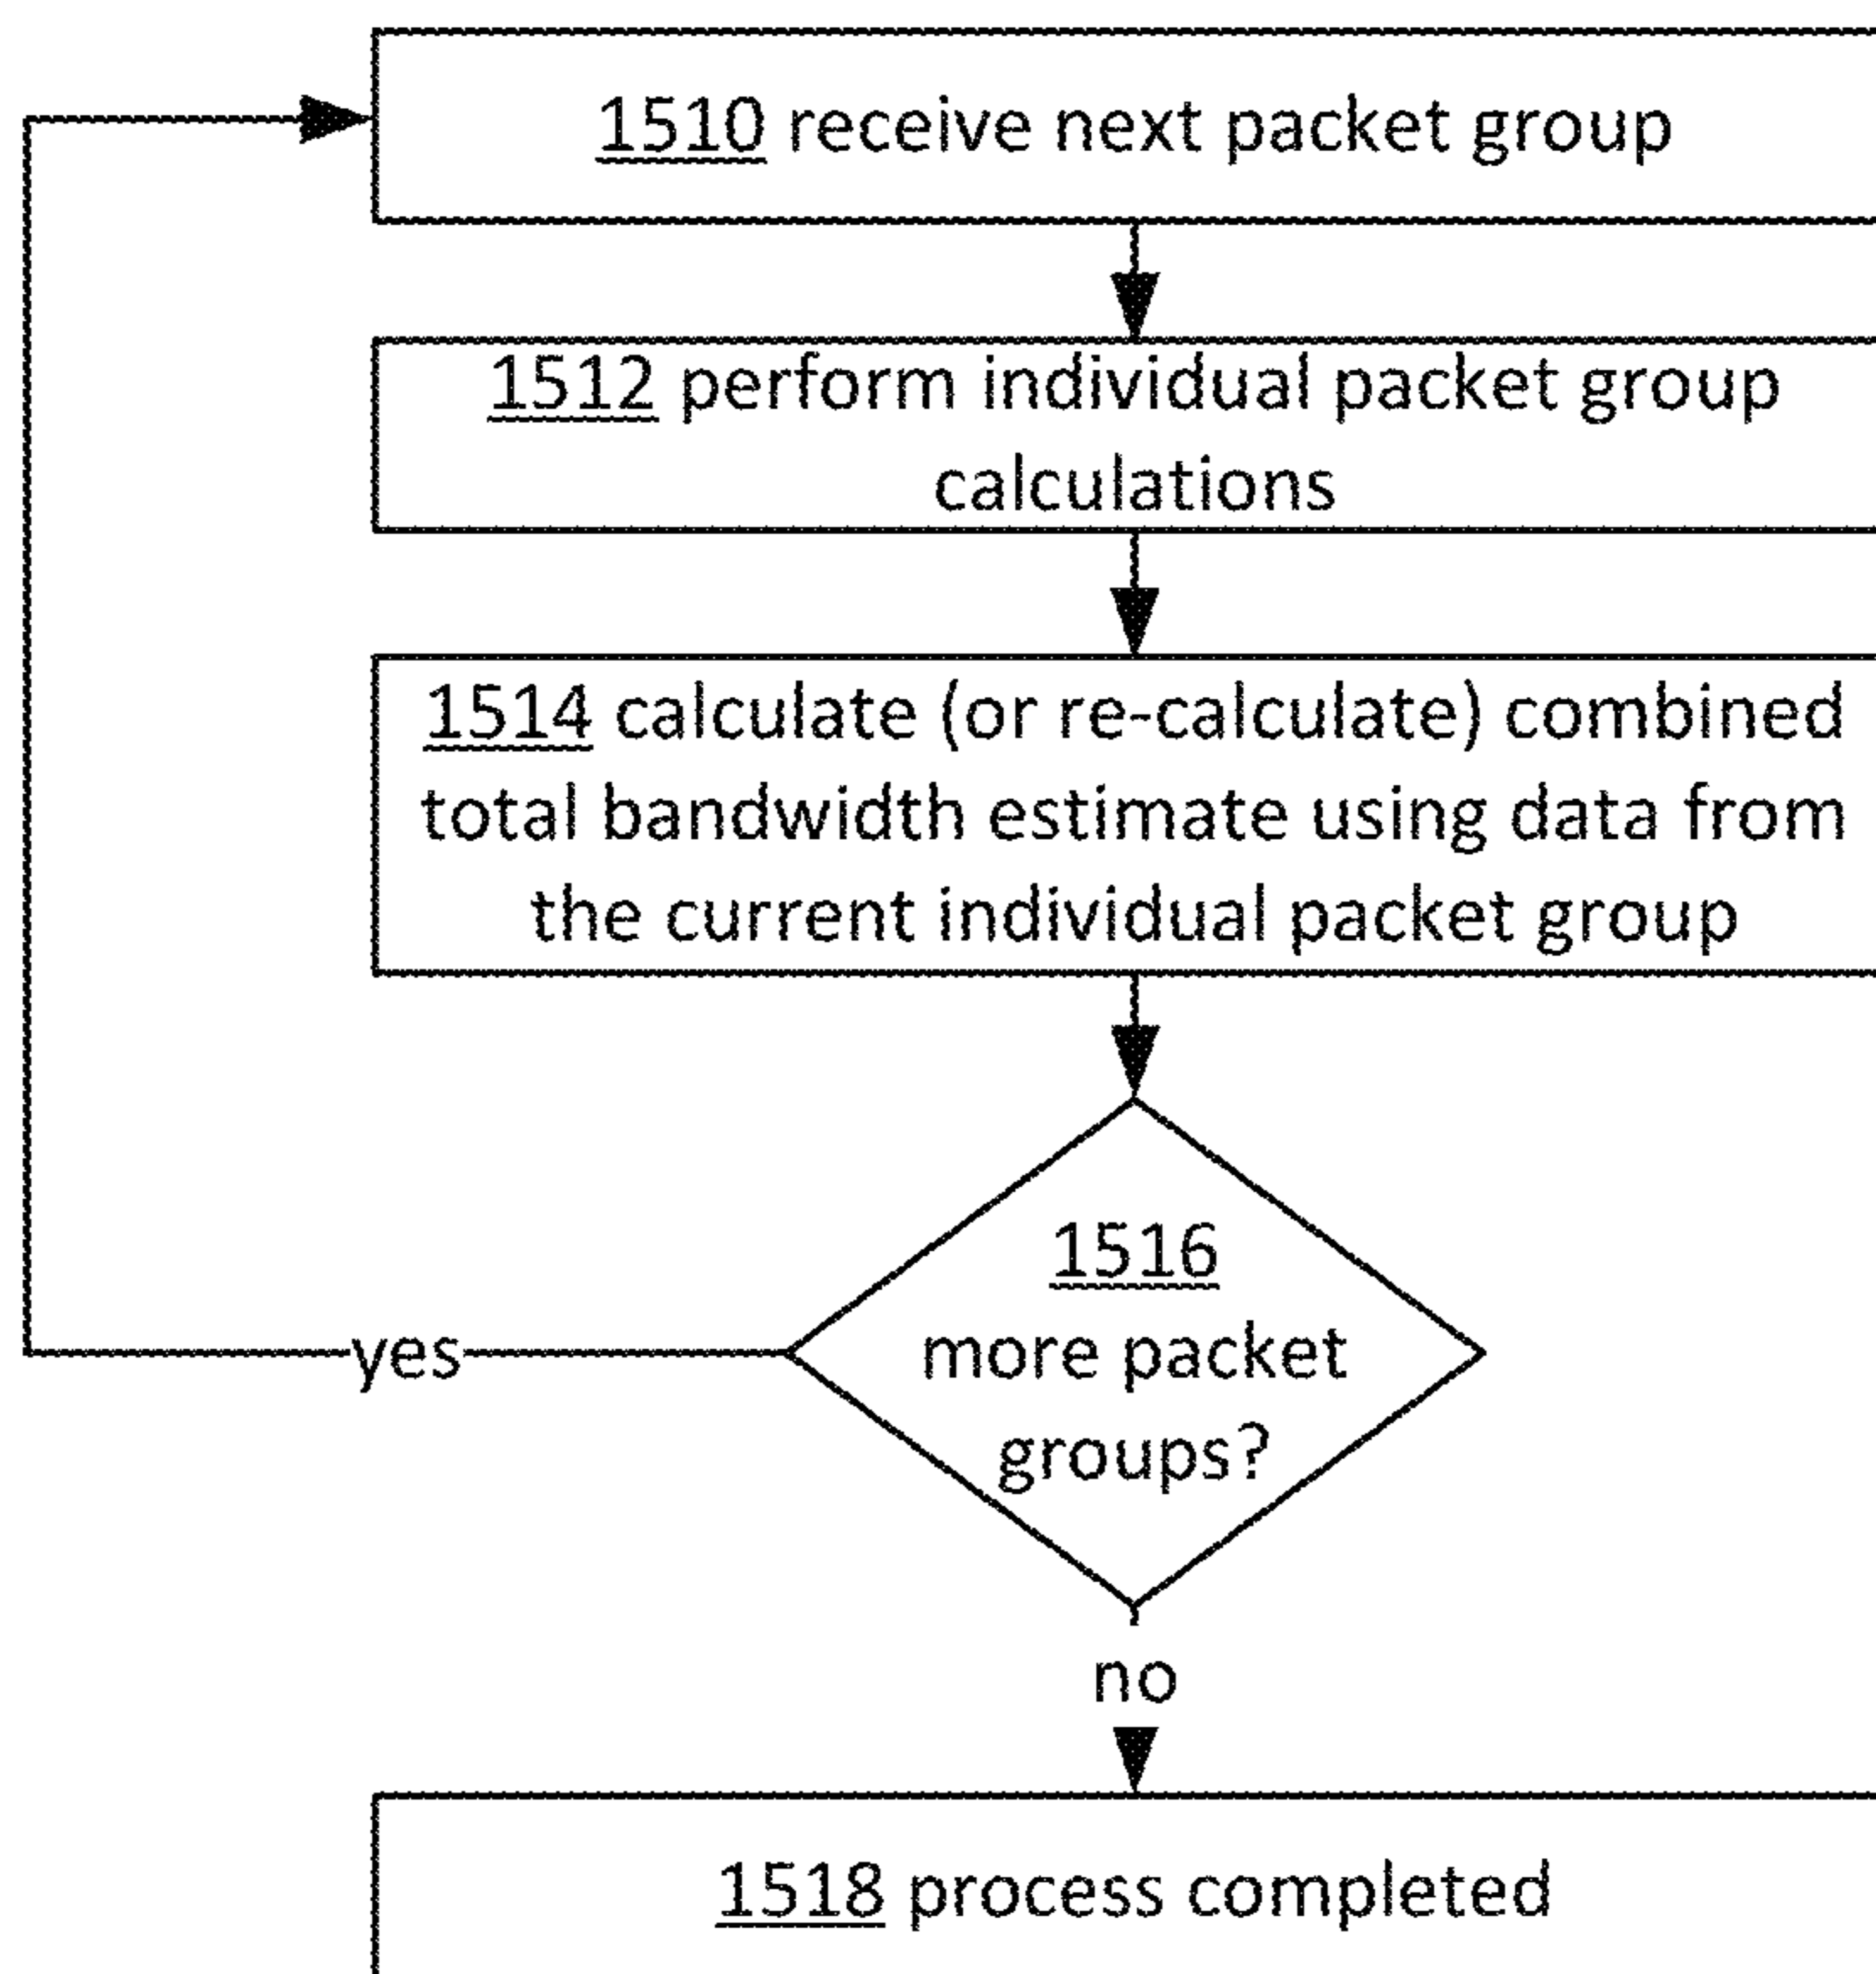 1510 receive next packet group
1512 perform individual packet group
calculations
1514 calculate (or re-calculate) combined
total bandwidth estimate using data from
the current individual packet group
1516
more packet
groups?
yes
no
1518 process completed